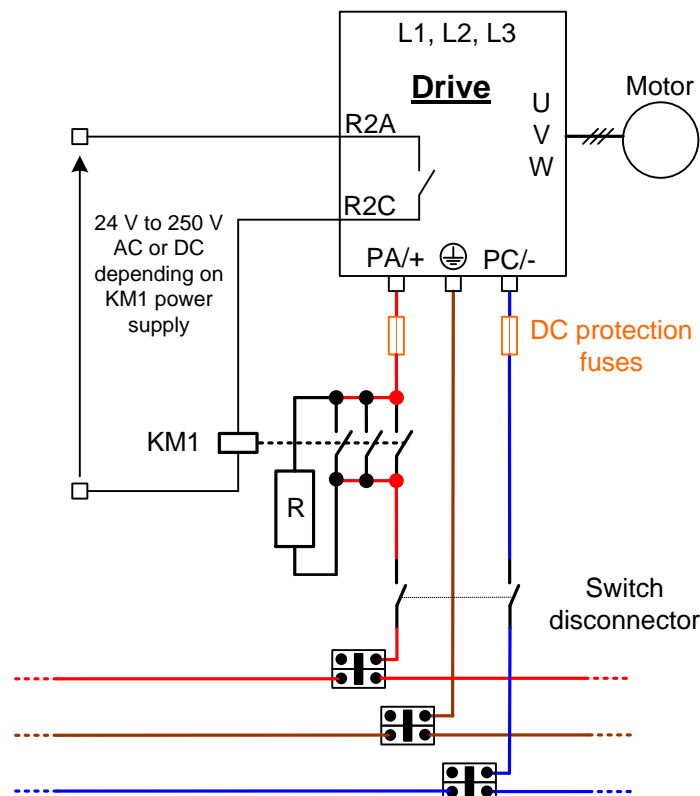 L1, L2, L3
Drive
Motor
U
V
W
R2A
R2C
24 V to 250 V
AC or DC
depending on
KM1 power
supply
PA/+
PC/-
DC protection
fuses
KM1
R
Switch
disconnector